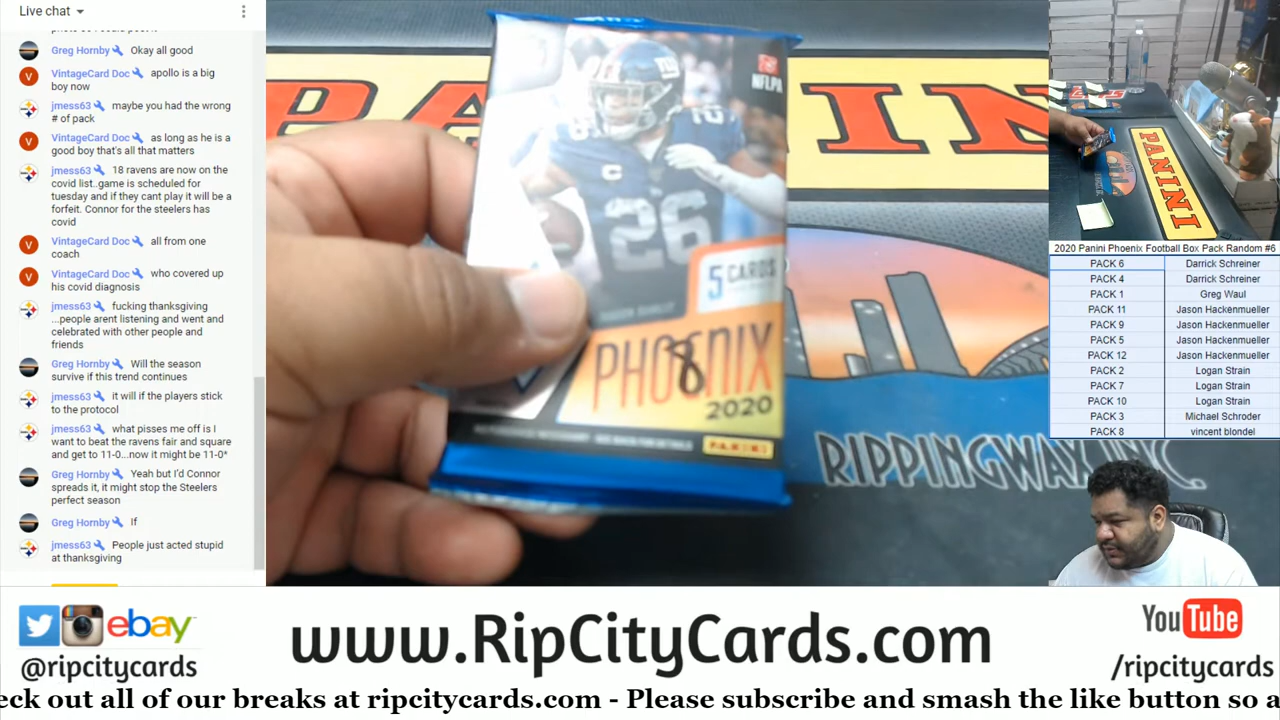 Live chat
Greg Hornby Okay all good
VintageCard Doc apollo is a big
boy now
jmess63 maybe you had the wrong
# of pack
VintageCard Doc as long as he is a
good boy that's all that matters
jmess63 18 ravens are now on the
covid list..game is scheduled for
tuesday and if they cant play it will be a
forfeit. Connor for the steelers has
covid
VintageCard Doc all from one
coach
VintageCard Doc who covered up
his covid diagnosis
jmess63 fucking thanksgiving
...people arent listening and went and
celebrated with other people and
friends
Greg Hornby Will the season
survive if this trend continues
jmess63 it will if the players stick
to the protocol
jmess63 what pisses me off is I
want to beat the ravens fair and square
and get to 11-0...now it might be 11-0*
Greg Hornby Yeah but I'd Connor
spreads it, it might stop the Steelers
perfect season
Greg Hornby If
jmess63 People just acted stupid
at thanksgiving
NFLPA
26
5 CARDS
PHOENIX
8
2020
PANINI
RIPPINGWAX INC.
PANINI
2020 Panini Phoenix Football Box Pack Random #6
PACK 6 Darrick Schreiner
PACK 4 Darrick Schreiner
PACK 1 Greg Waul
PACK 11 Jason Hackenmueller
PACK 9 Jason Hackenmueller
PACK 5 Jason Hackenmueller
PACK 12 Jason Hackenmueller
PACK 2 Logan Strain
PACK 7 Logan Strain
PACK 10 Logan Strain
PACK 3 Michael Schroder
PACK 8 vincent blondel
ebay
@ripcitycards
www.RipCityCards.com
YouTube
/ripcitycards
eck out all of our breaks at ripcitycards.com - Please subscribe and smash the like button so a